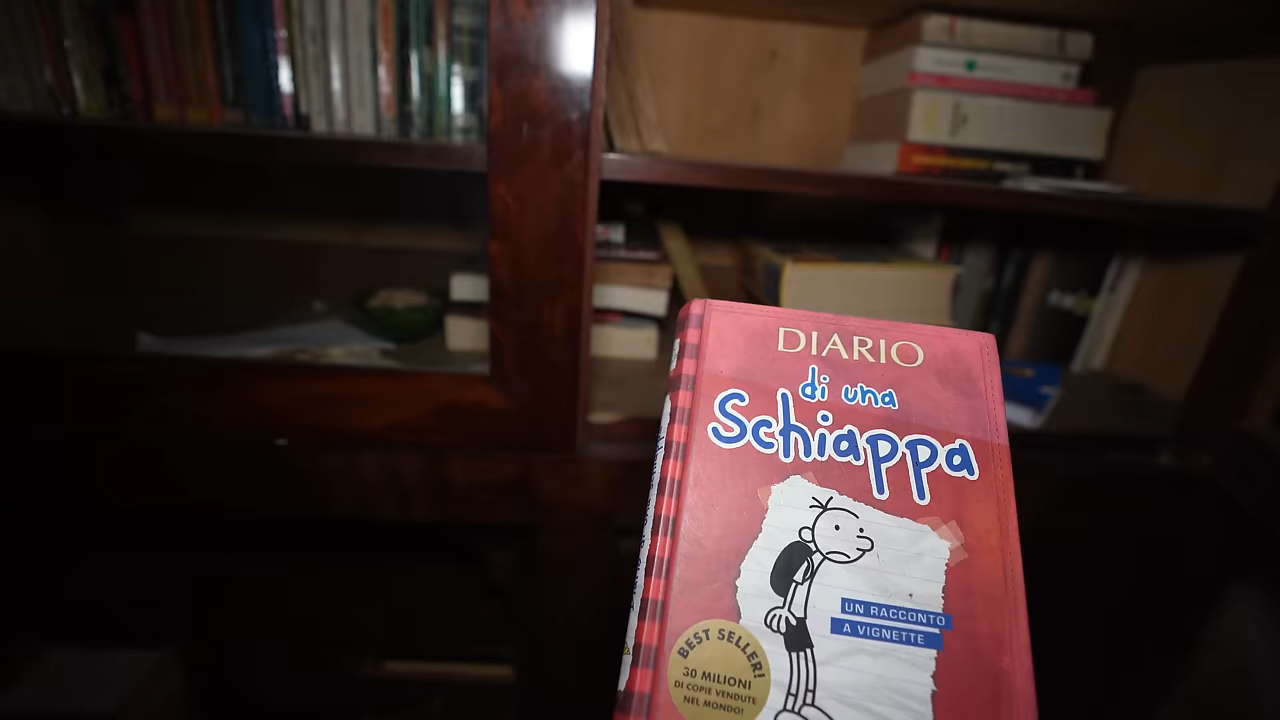 DIARIO
di una
Schiappa
UN RACCONTO
A VIGNETTE
BEST SELLER!
30 MILIONI
DI COPIE VENDUTE
NEL MONDO!